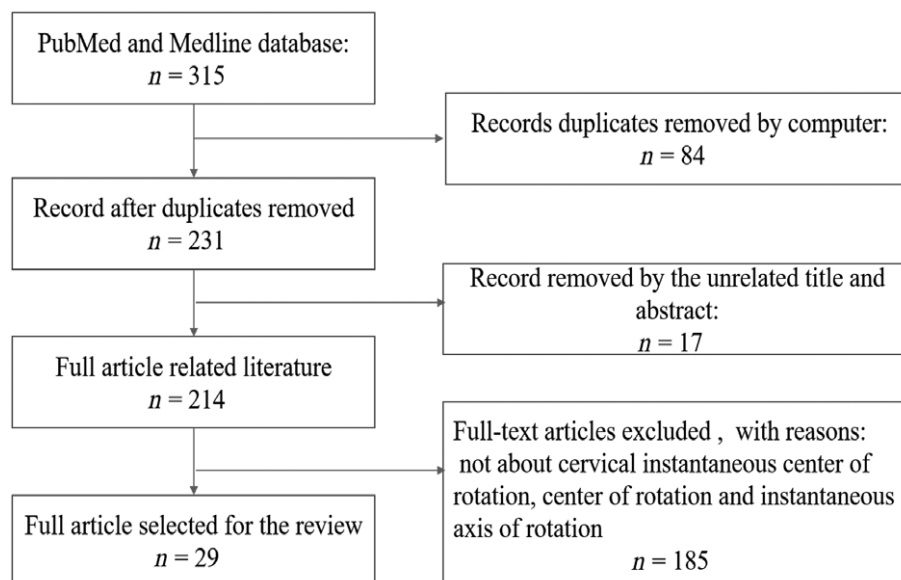 PubMed and Medline database:
n = 315
Records duplicates removed by computer:
n = 84
Record after duplicates removed
n = 231
Record removed by the unrelated title and
abstract:
n = 17
Full article related literature
n = 214
Full-text articles excluded , with reasons:
not about cervical instantaneous center of
rotation, center of rotation and instantaneous
axis of rotation
n = 185
Full article selected for the review
n = 29